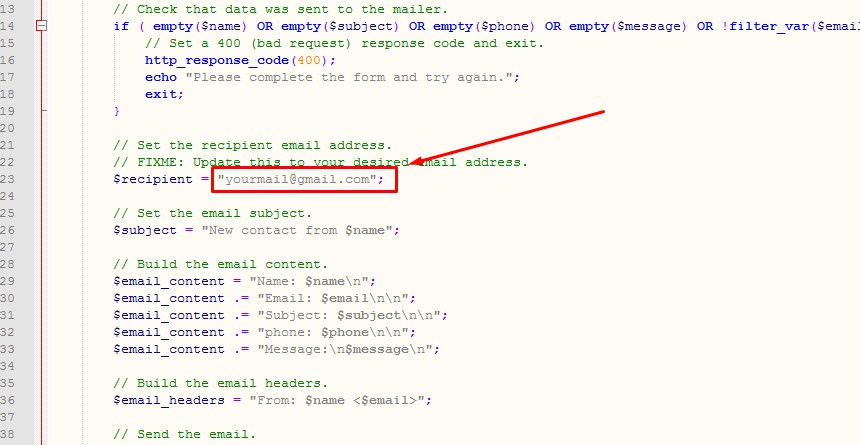 13 // Check that data was sent to the mailer.
14 if ( empty($name) OR empty($subject) OR empty($phone) OR empty($message) OR !filter_var($email
15 // Set a 400 (bad request) response code and exit.
16 http_response_code(400);
17 echo "Please complete the form and try again.";
18 exit;
19 }
20
21 // Set the recipient email address.
22 // FIXME: Update this to your desired email address.
23 $recipient = "yourmail@gmail.com";
24
25 // Set the email subject.
26 $subject = "New contact from $name";
27
28 // Build the email content.
29 $email_content = "Name: $name\n";
30 $email_content .= "Email: $email\n\n";
31 $email_content .= "Subject: $subject\n\n";
32 $email_content .= "phone: $phone\n\n";
33 $email_content .= "Message:\n$message\n";
34
35 // Build the email headers.
36 $email_headers = "From: $name <$email>";
37
38 // Send the email.